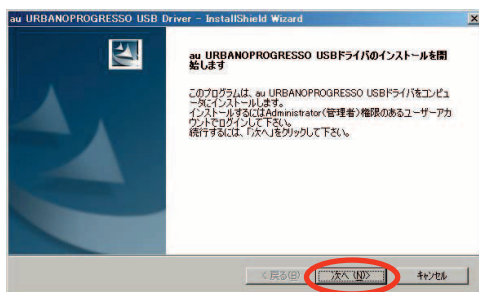 au URBANOPROGRESSO USB Driver - InstallShield Wizard
au URBANOPROGRESSO USBドライバのインストールを開
始します
このプログラムは、au URBANOPROGRESSO USBドライバをコンピュ
ータにインストールします。
インストールするにはAdministrator(管理者)権限のあるユーザーアカ
ウントでログインして下さい。
続行するには、「次へ」をクリックして下さい。
< 戻る(B) 次へ (N)> キャンセル